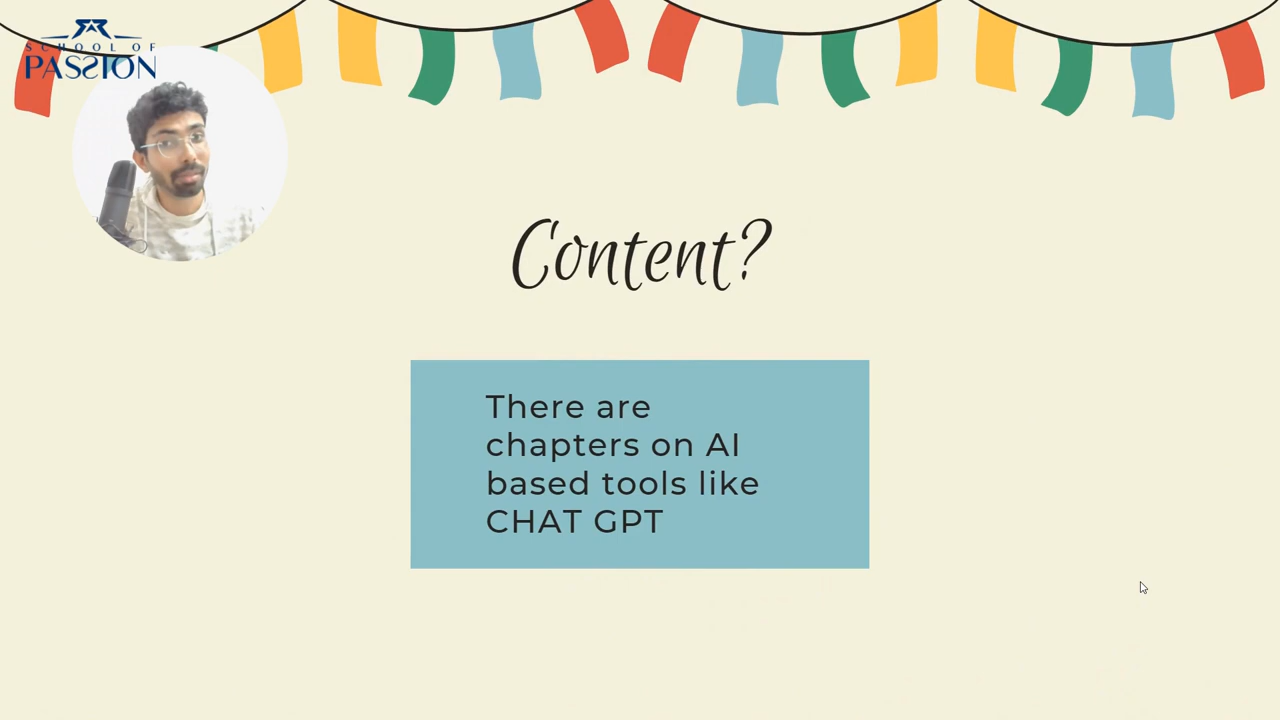 SCHOOL OF
PASSION
Content?
There are
chapters on AI
based tools like
CHAT GPT